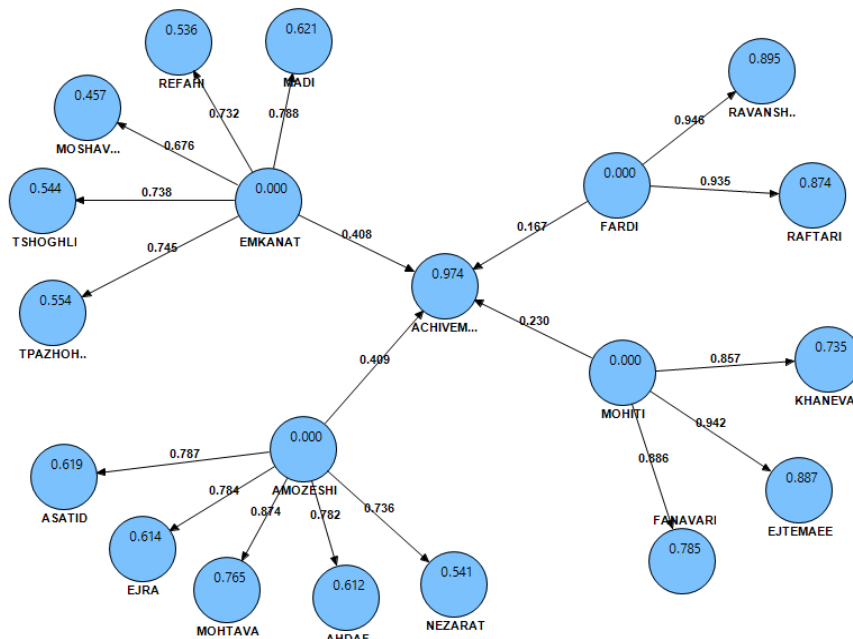 0.536
REFAHI
0.621
MADI
0.895
RAVANSH..
0.457
MOSHAV...
0.732
0.788
0.946
0.676
0.544
TSHOGHLI
0.738
0.000
EMKANAT
0.000
FARDI
0.935
0.874
RAFTARI
0.745
0.408
0.167
0.554
TPAZHOH..
0.974
ACHIVEM...
0.230
0.409
0.000
MOHITI
0.857
0.735
KHANEVA
0.942
0.886
0.000
AMOZESHI
0.787
0.619
ASATID
0.784
0.874
0.782
0.736
0.887
EJTEMAEE
FANAVARI
0.785
0.614
EJRA
0.765
MOHTAVA
0.612
0.541
NEZARAT